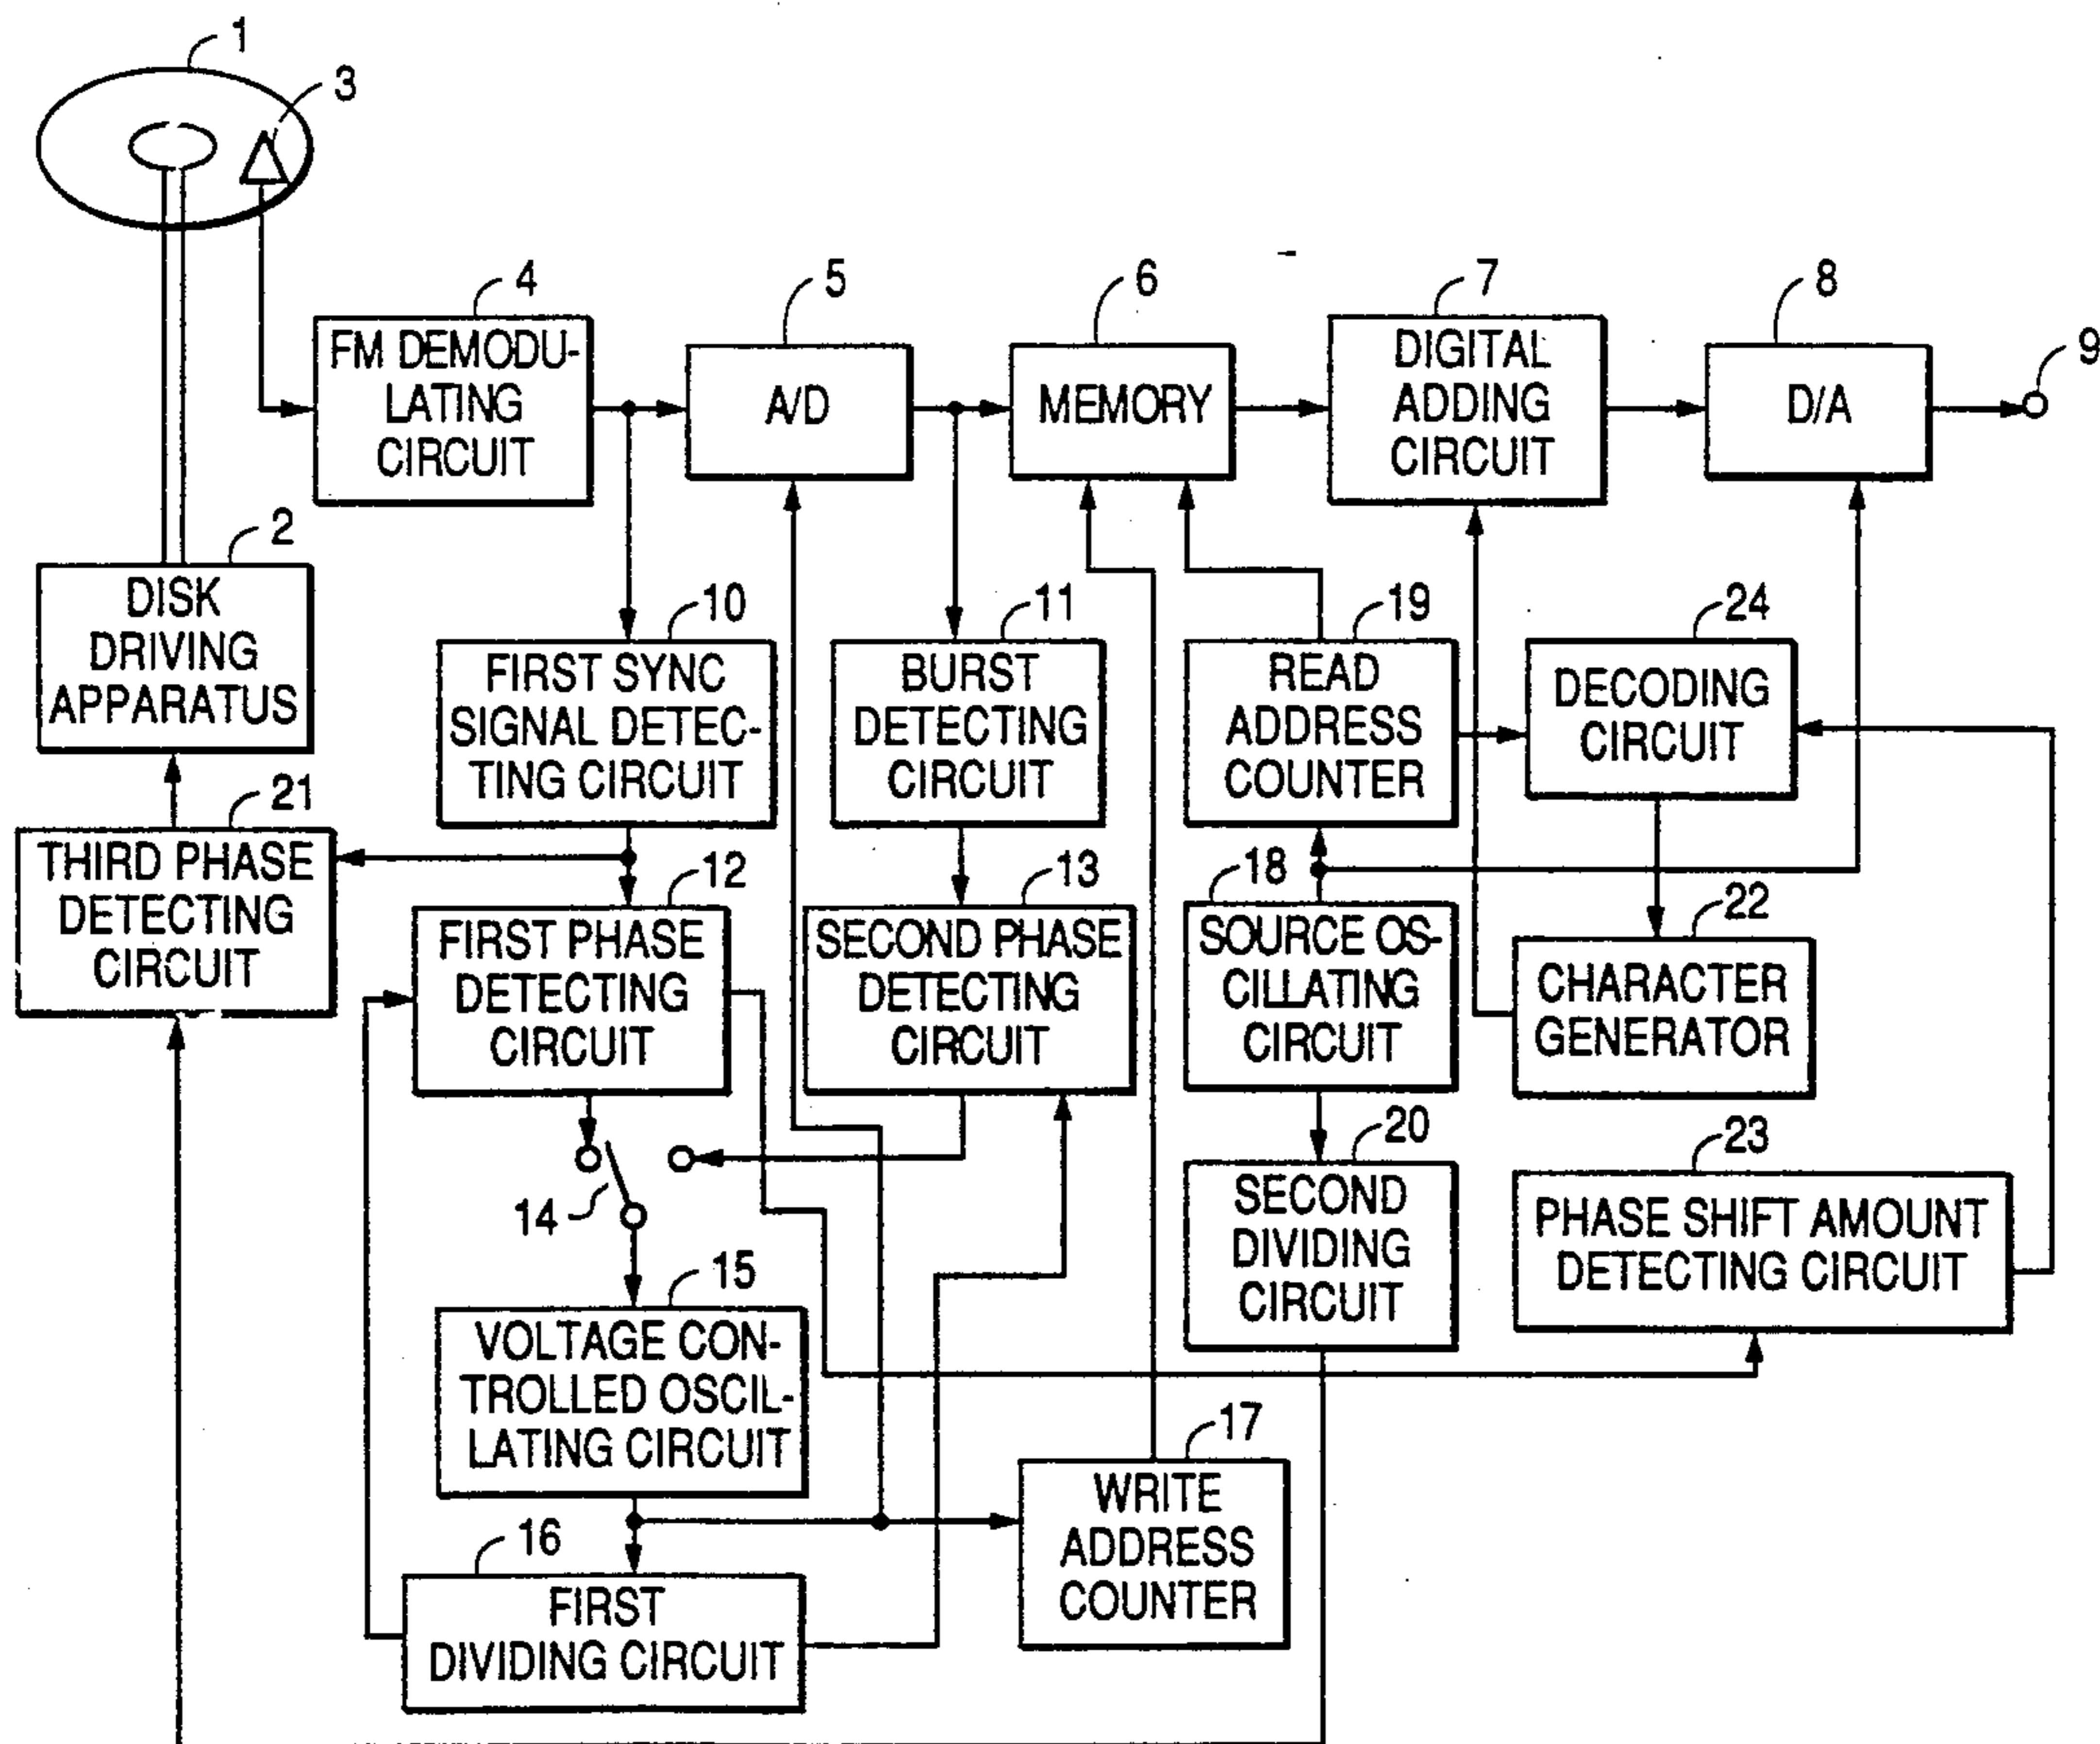 1
3
4
5
6
7
8
9
FM DEMODU-
LATING
CIRCUIT
A/D
MEMORY
DIGITAL
ADDING
CIRCUIT
D/A
2
DISK
DRIVING
APPARATUS
10
FIRST SYNC
SIGNAL DETEC-
TING CIRCUIT
11
BURST
DETECTING
CIRCUIT
19
READ
ADDRESS
COUNTER
24
DECODING
CIRCUIT
21
THIRD PHASE
DETECTING
CIRCUIT
12
FIRST PHASE
DETECTING
CIRCUIT
13
SECOND PHASE
DETECTING
CIRCUIT
18
SOURCE OS-
CILLATING
CIRCUIT
22
CHARACTER
GENERATOR
14
20
SECOND
DIVIDING
CIRCUIT
23
PHASE SHIFT AMOUNT
DETECTING CIRCUIT
15
VOLTAGE CON-
TROLLED OSCIL-
LATING CIRCUIT
17
WRITE
ADDRESS
COUNTER
16
FIRST
DIVIDING CIRCUIT